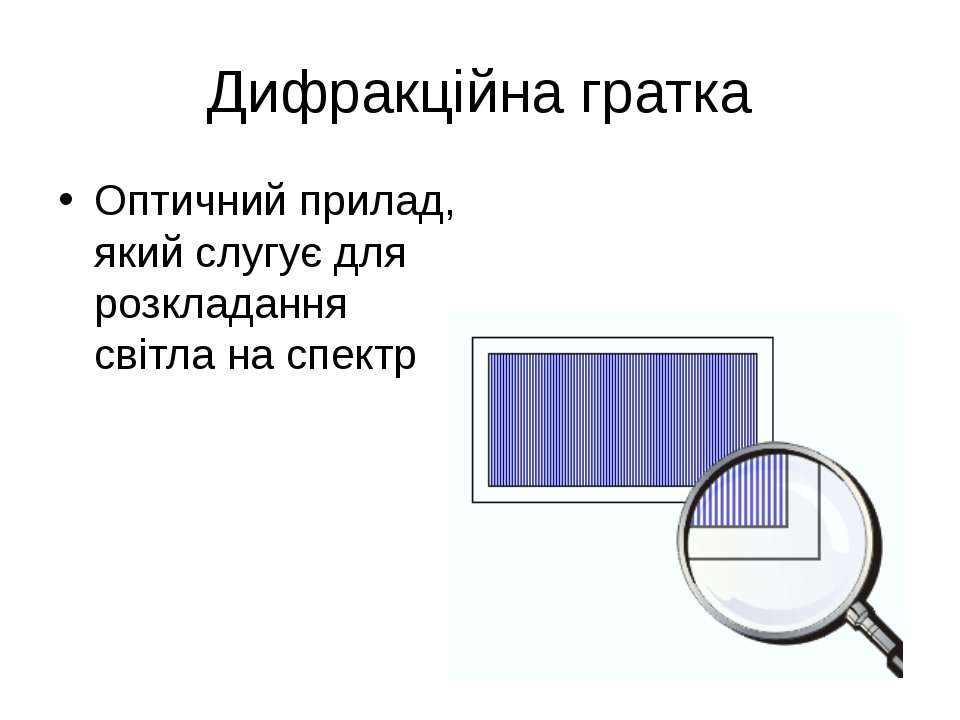 Дифракційна гратка
• Оптичний прилад,
який слугує для
розкладання
світла на спектр